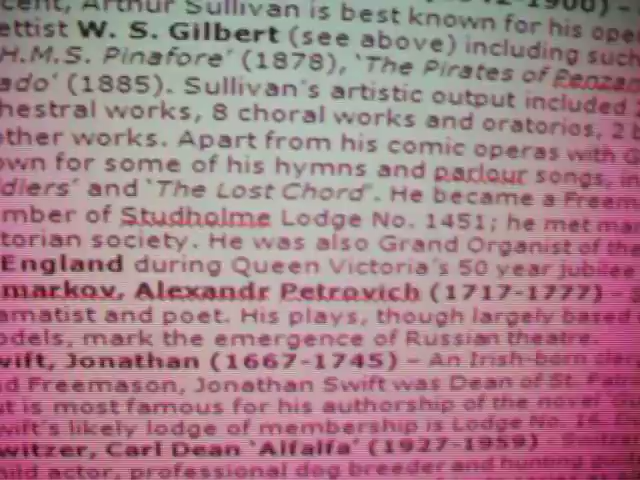 cent, Arthur Sullivan is best known for his
ettist W. S. Gilbert (see above) including such
H.M.S. Pinafore' (1878), 'The Pirates of Penzan
ado' (1885). Sullivan's artistic output included
hestral works, 8 choral works and oratorios, 2
ther works. Apart from his comic operas with
own for some of his hymns and parlour songs, in
diers' and 'The Lost Chord'. He became a Freem
mber of Studholme Lodge No. 1451; he met man
torian society. He was also Grand Organist of the
England during Queen Victoria's 50 year jubilee
markov, Alexandr Petrovich (1717-1777) -
amatist and poet. His plays, though largely based
odels, mark the emergence of Russian theatre.
wift, Jonathan (1667-1745) - An Irish-born
d Freemason, Jonathan Swift was Dean of St.
t is most famous for his authorship of the novel
wift's likely lodge of membership is Lodge No. 16
witzer, Carl Dean 'Alfalfa' (1927-1959) -
ild actor, professional dog breeder and hunting